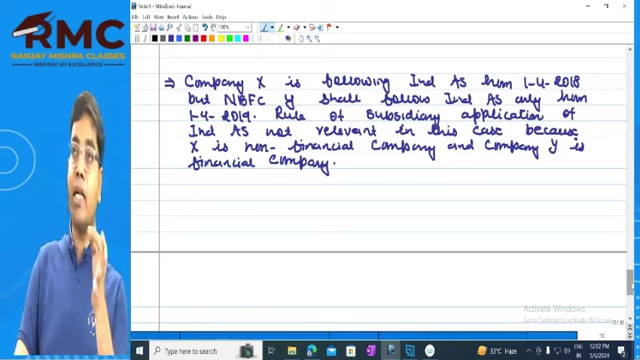 RMC
RANJAY MISHRA CLASSES
INSPIRED BY EXCELLENCE
Note1 - Windows Journal
File Edit View Insert Actions Tools Help
⇒ Company X is following Ind AS from 1-4-2018
but NBFC Y shall follow Ind AS only from
1-4-2019. Rule of Subsidiary application of
Ind AS not relevant in this case because
X is non-financial Company and Company Y is
financial Company.
Activate Windows
Go to Settings to activate Windows.
Type here to search
33°C Haze
ENG
IN
12:02 PM
5/6/2024